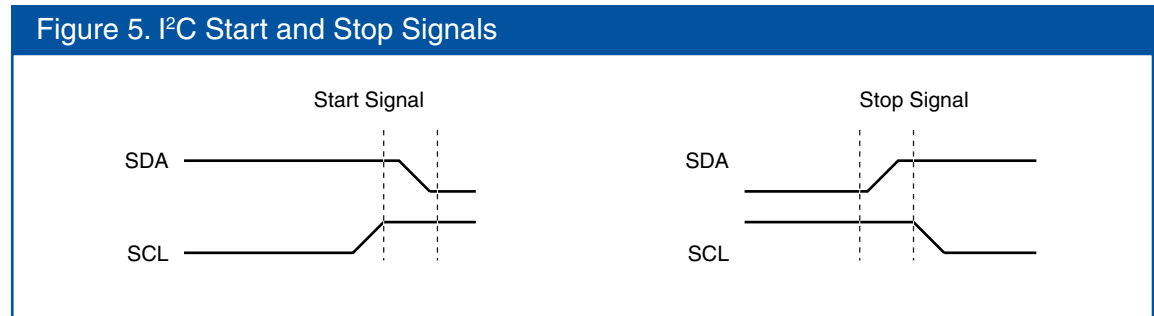 Figure 5. I²C Start and Stop Signals
Start Signal
Stop Signal
SDA
SDA
SCL
SCL